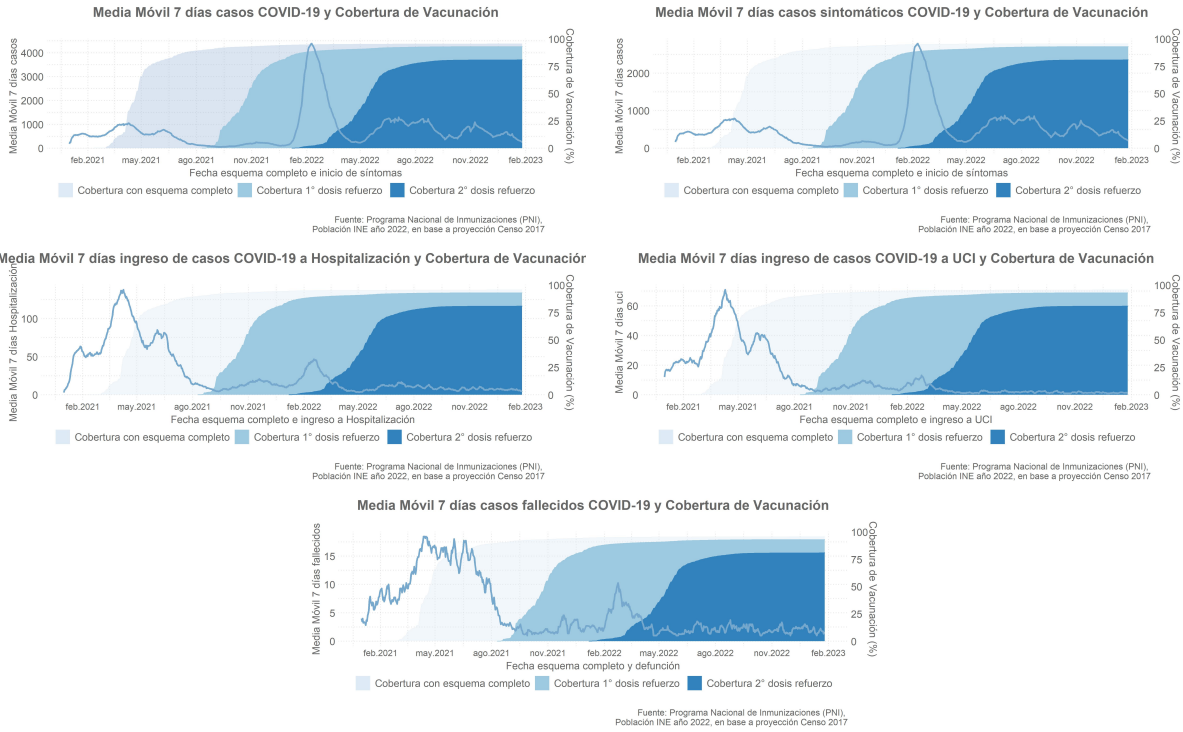 Media Móvil 7 días casos COVID-19 y Cobertura de Vacunación
Media Móvil 7 días casos
4000
3000
2000
1000
0
100
75
50
25
0
Cobertura de Vacunación (%)
feb.2021 may.2021 ago.2021 nov.2021 feb.2022 may.2022 ago.2022 nov.2022 feb.2023
Fecha esquema completo e inicio de síntomas
Cobertura con esquema completo Cobertura 1° dosis refuerzo Cobertura 2° dosis refuerzo
Fuente: Programa Nacional de Inmunizaciones (PNI),
Población INE año 2022, en base a proyección Censo 2017
Media Móvil 7 días casos sintomáticos COVID-19 y Cobertura de Vacunación
Media Móvil 7 días casos
2000
1000
0
100
75
50
25
0
Cobertura de Vacunación (%)
feb.2021 may.2021 ago.2021 nov.2021 feb.2022 may.2022 ago.2022 nov.2022 feb.2023
Fecha esquema completo e inicio de síntomas
Cobertura con esquema completo Cobertura 1° dosis refuerzo Cobertura 2° dosis refuerzo
Fuente: Programa Nacional de Inmunizaciones (PNI),
Población INE año 2022, en base a proyección Censo 2017
Media Móvil 7 días ingreso de casos COVID-19 a Hospitalización y Cobertura de Vacunación
Media Móvil 7 días Hospitalización
100
50
0
100
75
50
25
0
Cobertura de Vacunación (%)
feb.2021 may.2021 ago.2021 nov.2021 feb.2022 may.2022 ago.2022 nov.2022 feb.2023
Fecha esquema completo e ingreso a Hospitalización
Cobertura con esquema completo Cobertura 1° dosis refuerzo Cobertura 2° dosis refuerzo
Fuente: Programa Nacional de Inmunizaciones (PNI),
Población INE año 2022, en base a proyección Censo 2017
Media Móvil 7 días ingreso de casos COVID-19 a UCI y Cobertura de Vacunación
Media Móvil 7 días uci
60
40
20
0
100
75
50
25
0
Cobertura de Vacunación (%)
feb.2021 may.2021 ago.2021 nov.2021 feb.2022 may.2022 ago.2022 nov.2022 feb.2023
Fecha esquema completo e ingreso a UCI
Cobertura con esquema completo Cobertura 1° dosis refuerzo Cobertura 2° dosis refuerzo
Fuente: Programa Nacional de Inmunizaciones (PNI),
Población INE año 2022, en base a proyección Censo 2017
Media Móvil 7 días casos fallecidos COVID-19 y Cobertura de Vacunación
Media Móvil 7 días fallecidos
15
10
5
0
100
75
50
25
0
Cobertura de Vacunación (%)
feb.2021 may.2021 ago.2021 nov.2021 feb.2022 may.2022 ago.2022 nov.2022 feb.2023
Fecha esquema completo y defunción
Cobertura con esquema completo Cobertura 1° dosis refuerzo Cobertura 2° dosis refuerzo
Fuente: Programa Nacional de Inmunizaciones (PNI),
Población INE año 2022, en base a proyección Censo 2017